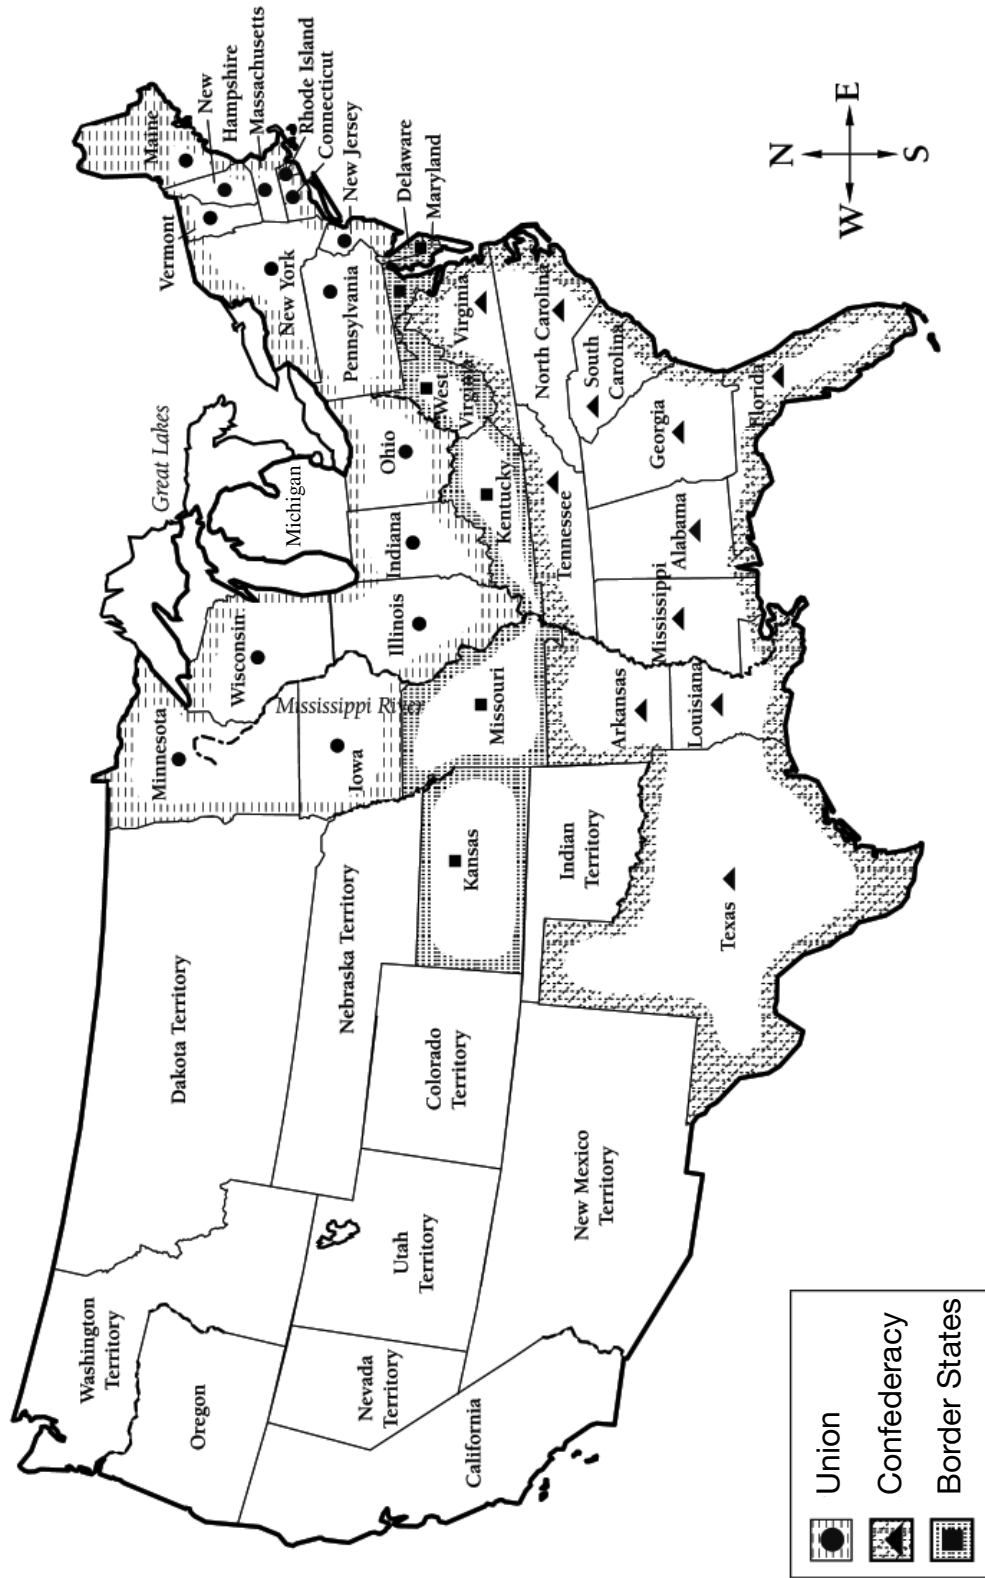 Washington
Territory
Oregon
California
Nevada
Territory
Utah
Territory
Dakota Territory
Nebraska Territory
Colorado
Territory
New Mexico
Territory
Kansas
Indian
Territory
Texas
Minnesota
Iowa
Missouri
Arkansas
Louisiana
Mississippi River
Wisconsin
Illinois
Great Lakes
Michigan
Indiana
Ohio
Kentucky
Tennessee
Mississippi
Alabama
Georgia
Florida
South
Carolina
North Carolina
Virginia
West
Virginia
Pennsylvania
New York
Vermont
Maine
New
Hampshire
Massachusetts
Rhode Island
Connecticut
New Jersey
Delaware
Maryland
N
W
E
S
Union
Confederacy
Border States